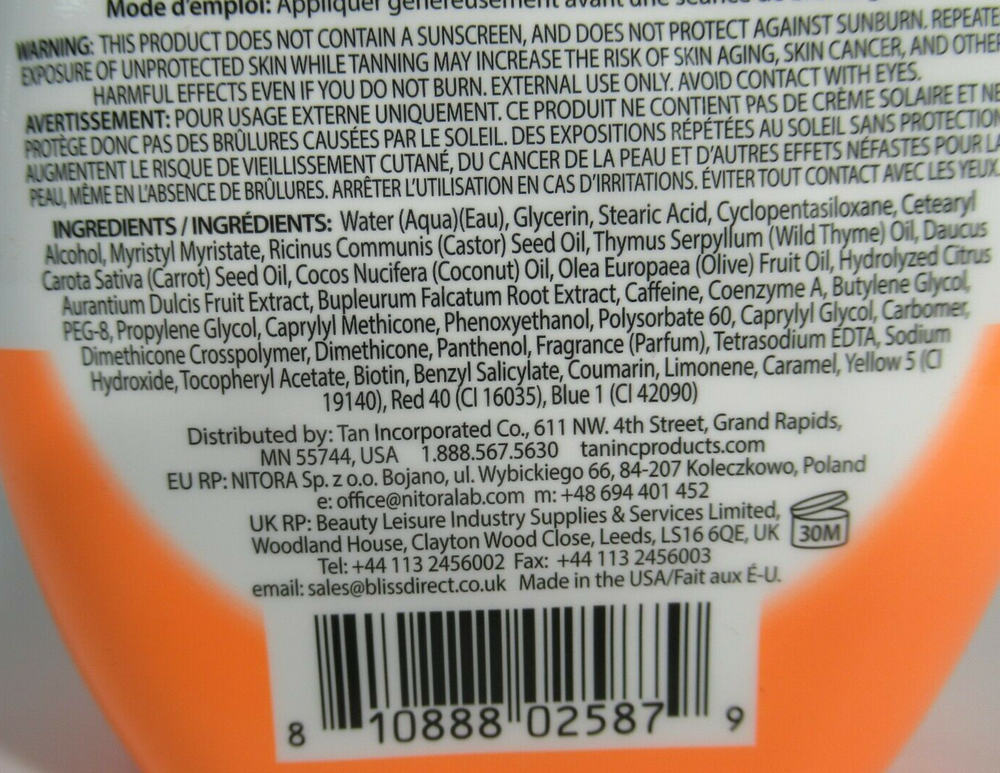 Mode d'emploi: Appliquer généreusement avant une séance de
WARNING: THIS PRODUCT DOES NOT CONTAIN A SUNSCREEN, AND DOES NOT PROTECT AGAINST SUNBURN. REPEATE
EXPOSURE OF UNPROTECTED SKIN WHILE TANNING MAY INCREASE THE RISK OF SKIN AGING, SKIN CANCER, AND OTHER
HARMFUL EFFECTS EVEN IF YOU DO NOT BURN. EXTERNAL USE ONLY. AVOID CONTACT WITH EYES.
AVERTISSEMENT: POUR USAGE EXTERNE UNIQUEMENT. CE PRODUIT NE CONTIENT PAS DE CRÈME SOLAIRE ET NE
PROTÈGE DONC PAS DES BRÛLURES CAUSÉES PAR LE SOLEIL. DES EXPOSITIONS RÉPÉTÉES AU SOLEIL SANS PROTECTION
AUGMENTENT LE RISQUE DE VIEILLISSEMENT CUTANÉ, DU CANCER DE LA PEAU ET D'AUTRES EFFETS NÉFASTES POUR LA
PEAU, MÊME EN L'ABSENCE DE BRÛLURES. ARRÊTER L'UTILISATION EN CAS D'IRRITATIONS. ÉVITER TOUT CONTACT AVEC LES YEUX.
INGREDIENTS / INGRÉDIENTS: Water (Aqua)(Eau), Glycerin, Stearic Acid, Cyclopentasiloxane, Cetearyl
Alcohol, Myristyl Myristate, Ricinus Communis (Castor) Seed Oil, Thymus Serpyllum (Wild Thyme) Oil, Daucus
Carota Sativa (Carrot) Seed Oil, Cocos Nucifera (Coconut) Oil, Olea Europaea (Olive) Fruit Oil, Hydrolyzed Citrus
Aurantium Dulcis Fruit Extract, Bupleurum Falcatum Root Extract, Caffeine, Coenzyme A, Butylene Glycol,
PEG-8, Propylene Glycol, Caprylyl Methicone, Phenoxyethanol, Polysorbate 60, Caprylyl Glycol, Carbomer,
Dimethicone Crosspolymer, Dimethicone, Panthenol, Fragrance (Parfum), Tetrasodium EDTA, Sodium
Hydroxide, Tocopheryl Acetate, Biotin, Benzyl Salicylate, Coumarin, Limonene, Caramel, Yellow 5 (CI
19140), Red 40 (CI 16035), Blue 1 (CI 42090)
Distributed by: Tan Incorporated Co., 611 NW. 4th Street, Grand Rapids,
MN 55744, USA 1.888.567.5630 tanincproducts.com
EU RP: NITORA Sp. z o.o. Bojano, ul. Wybickiego 66, 84-207 Koleczkowo, Poland
e: office@nitoralab.com m: +48 694 401 452
UK RP: Beauty Leisure Industry Supplies & Services Limited,
Woodland House, Clayton Wood Close, Leeds, LS16 6QE, UK
30M
Tel: +44 113 2456002 Fax: +44 113 2456003
email: sales@blissdirect.co.uk Made in the USA/Fait aux É-U.
8 10888 02587 9